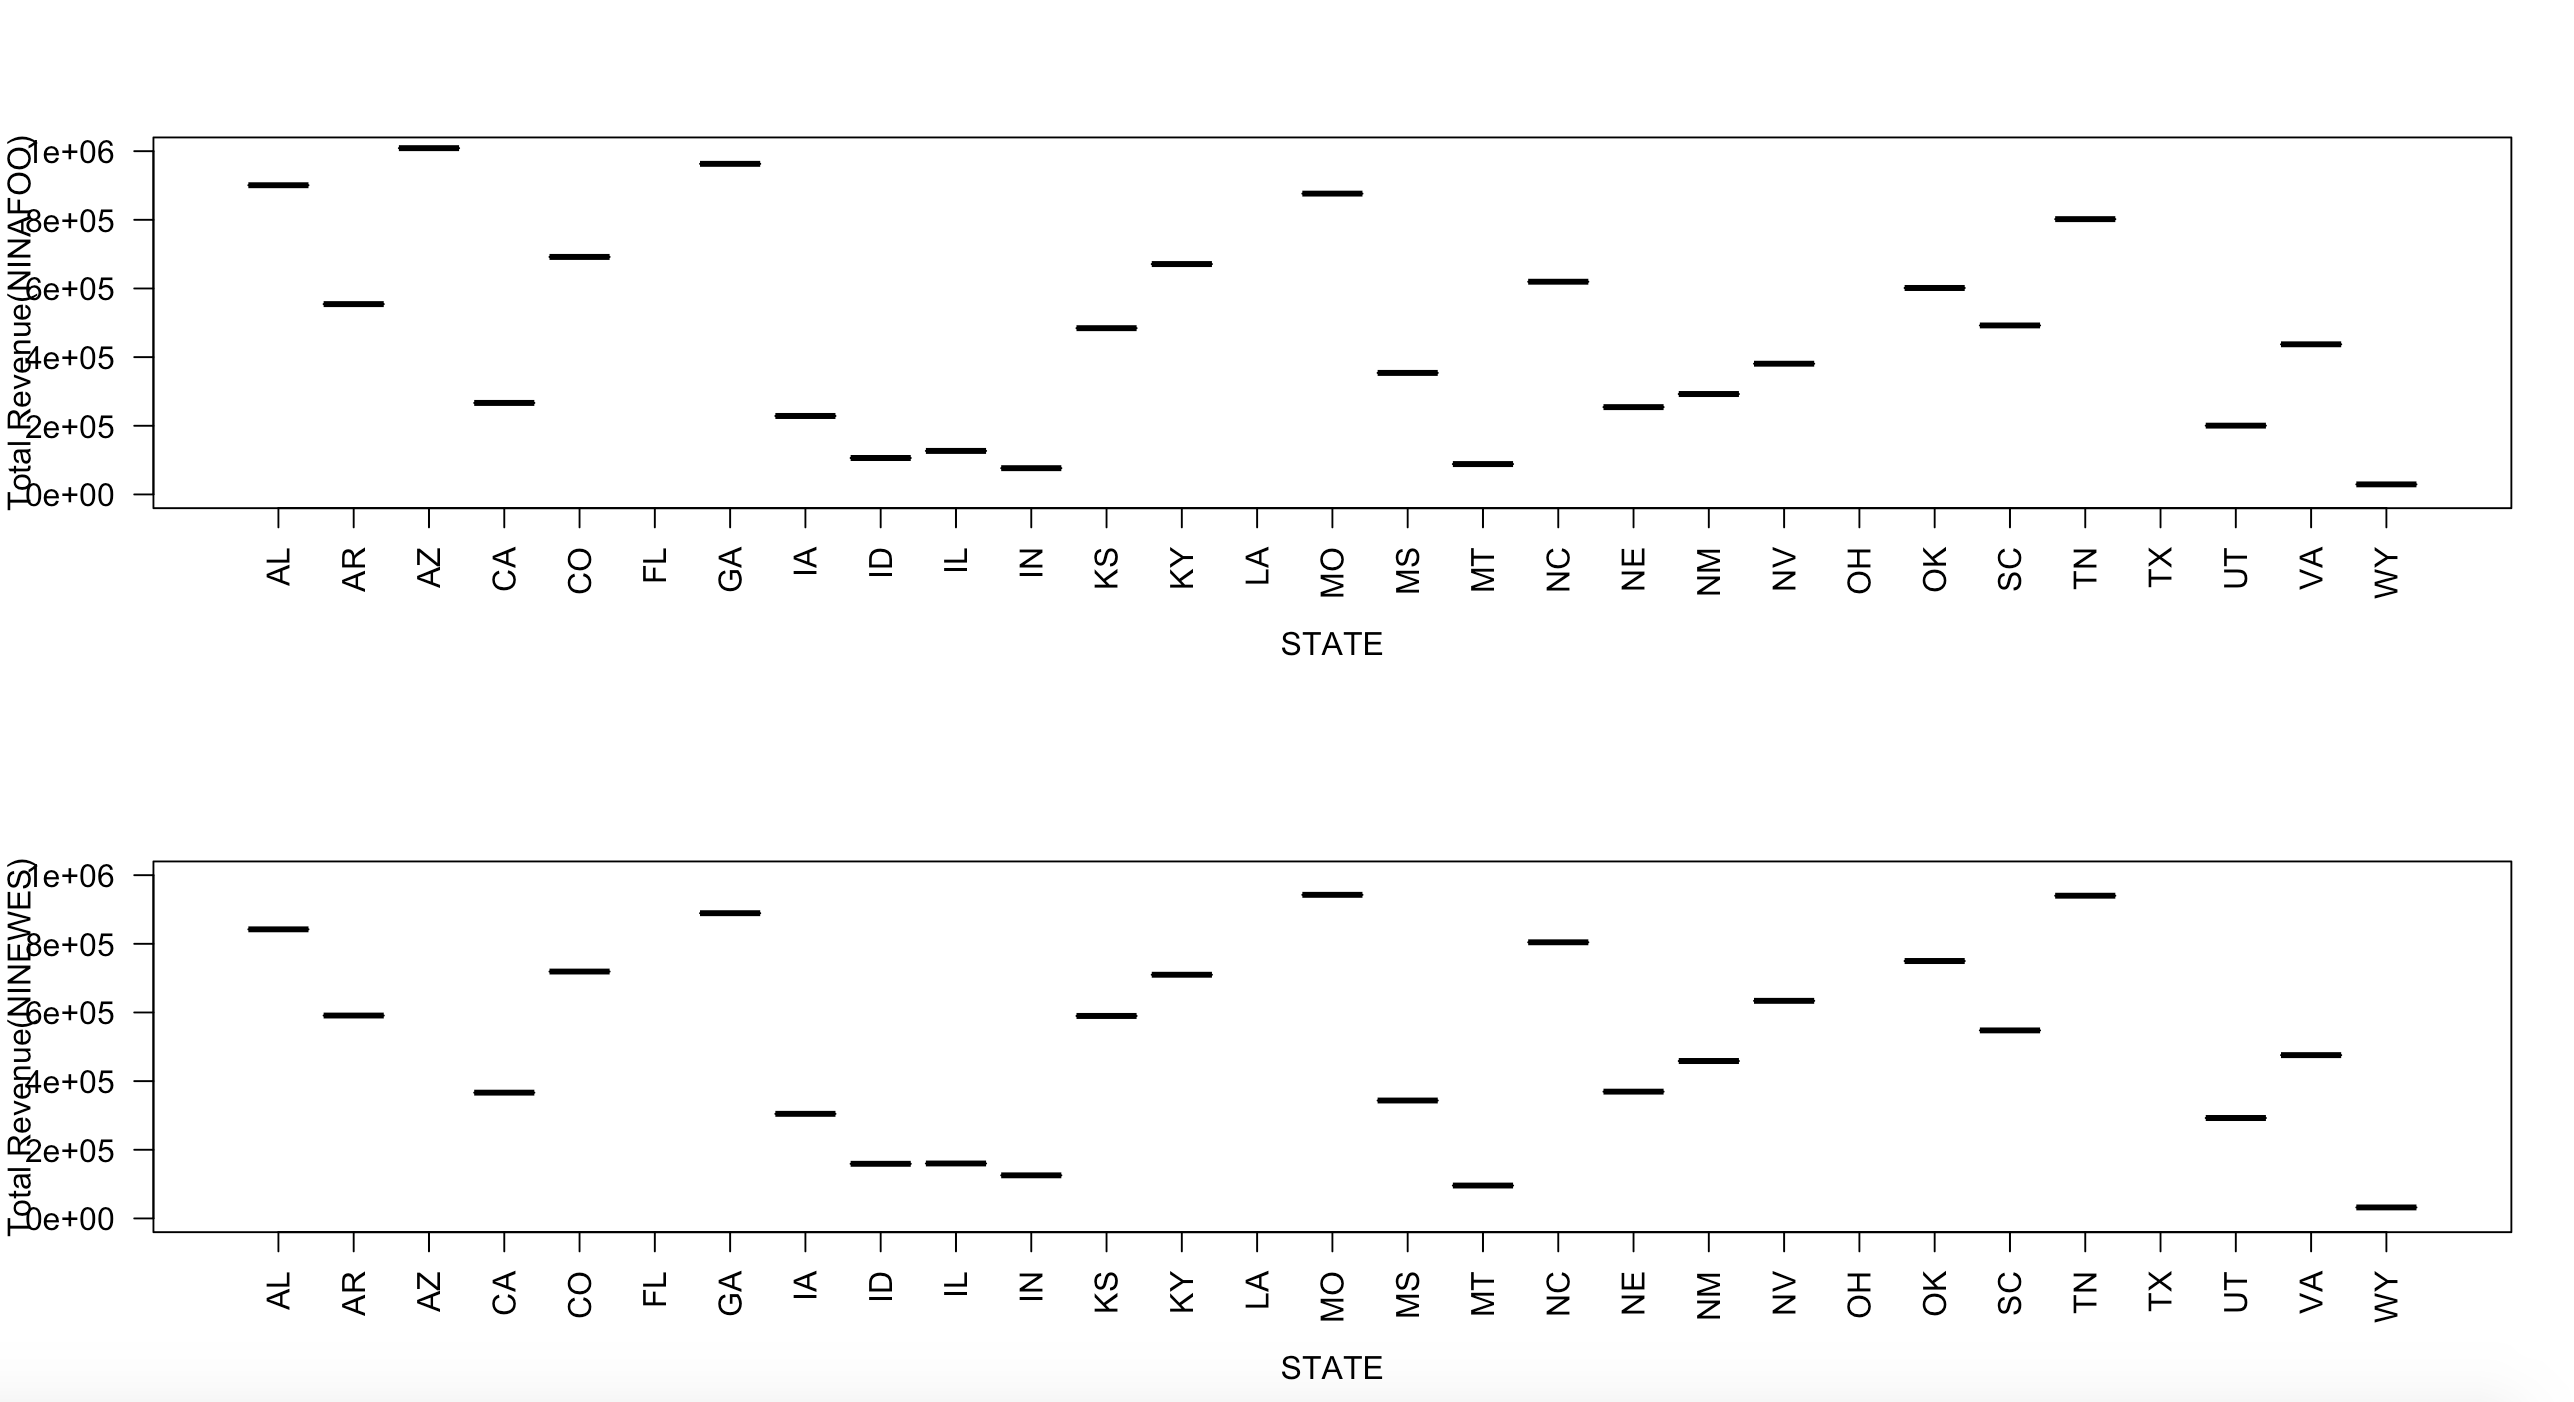 Total Revenue(NINAFOO)
1e+06
8e+05
6e+05
4e+05
2e+05
0e+00
AL AR AZ CA CO FL GA IA ID IL IN KS KY LA MO MS MT NC NE NM NV OH OK SC TN TX UT VA WY
STATE
Total Revenue(NINEWES)
1e+06
8e+05
6e+05
4e+05
2e+05
0e+00
AL AR AZ CA CO FL GA IA ID IL IN KS KY LA MO MS MT NC NE NM NV OH OK SC TN TX UT VA WY
STATE